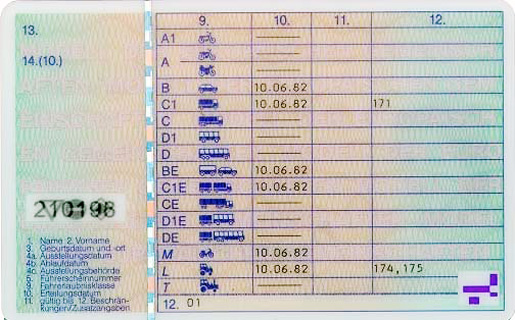 13.
14.(10.)
210198
1. Name 2. Vorname
3. Geburtsdatum und -ort
4a. Ausstellungsdatum
4b. Ablaufdatum
4c. Ausstellungsbehörde
5. Führerscheinnummer
9. Fahrerlaubnisklasse
10. Erteilungsdatum
11. gültig bis 12. Beschrän-
kungen/Zusatzangaben
9. 10. 11. 12.
A1
A
B 10.06.82
C1 10.06.82 171
C
D1
D
BE 10.06.82
C1E 10.06.82
CE
D1E
DE
M 10.06.82
L 10.06.82 174,175
T
12. 01